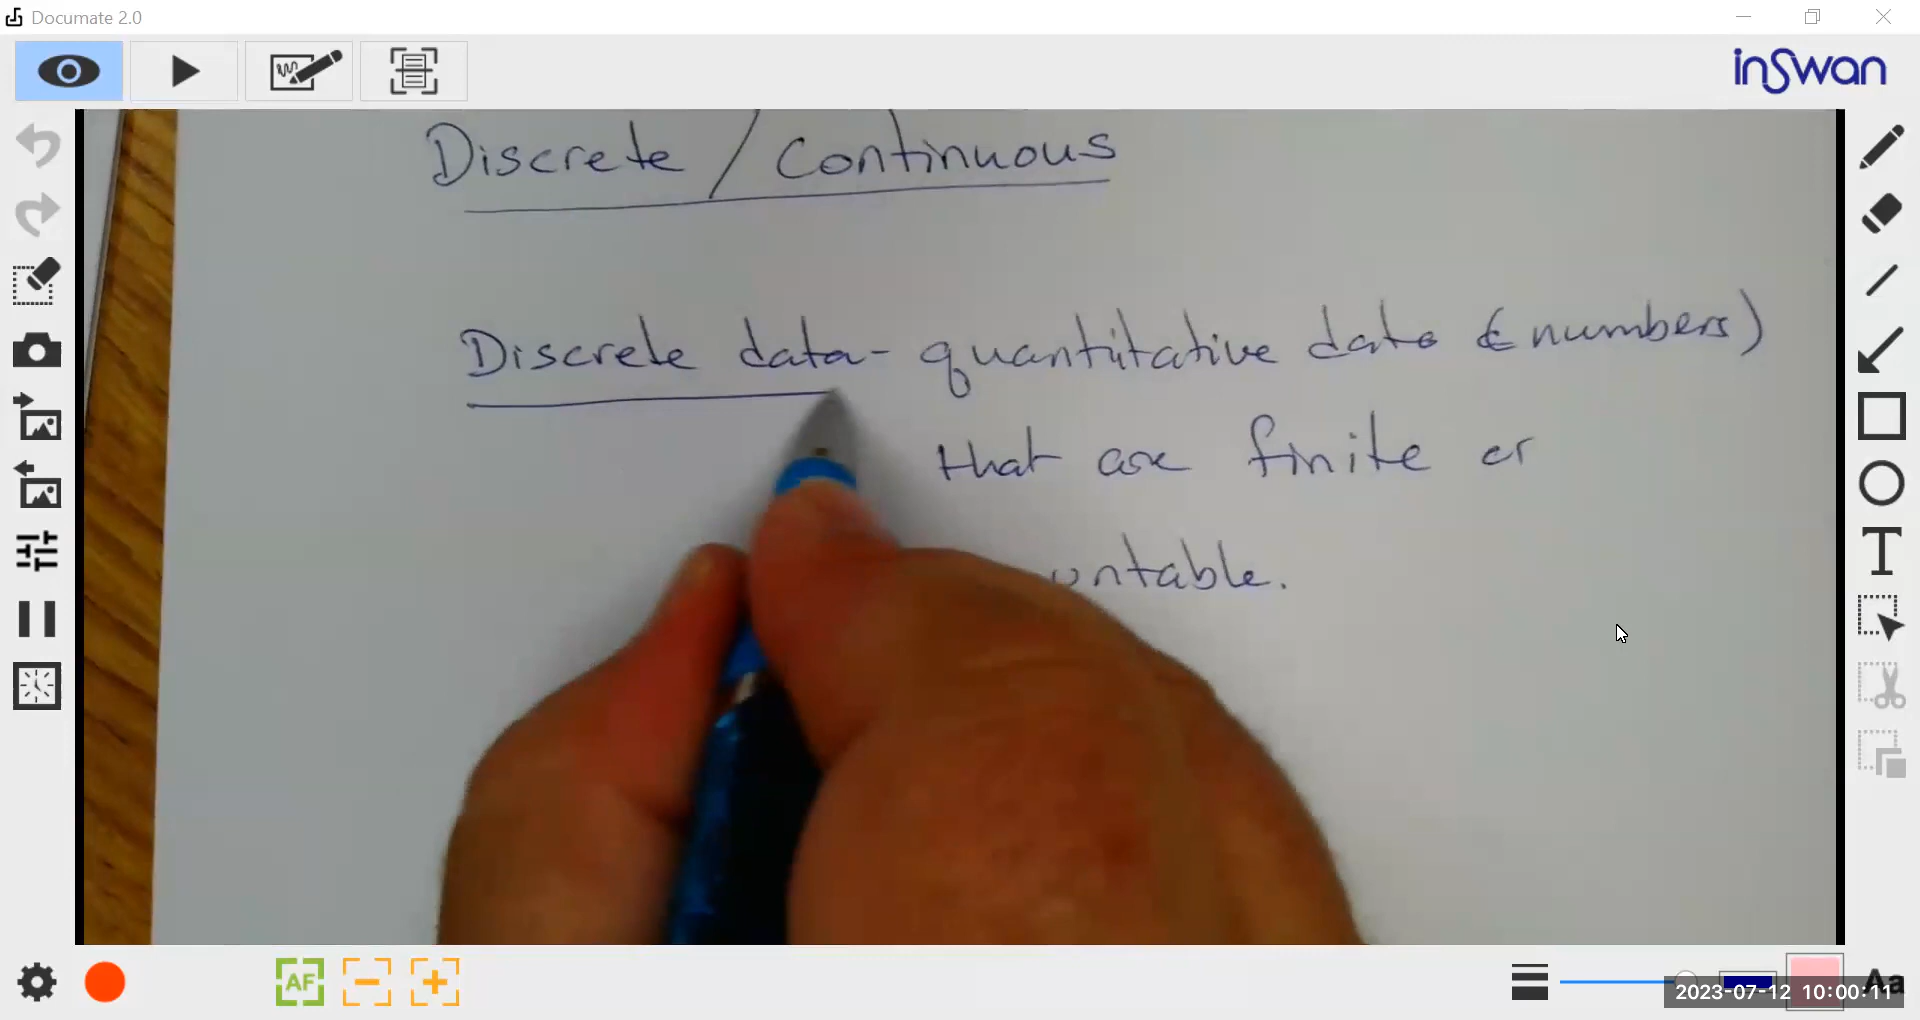 Documate 2.0
inSwan
Discrete / Continuous
Discrete data - quantitative data (numbers)
that are finite or
untable.
T
AF
Aa
2023-07-12 10:00:11